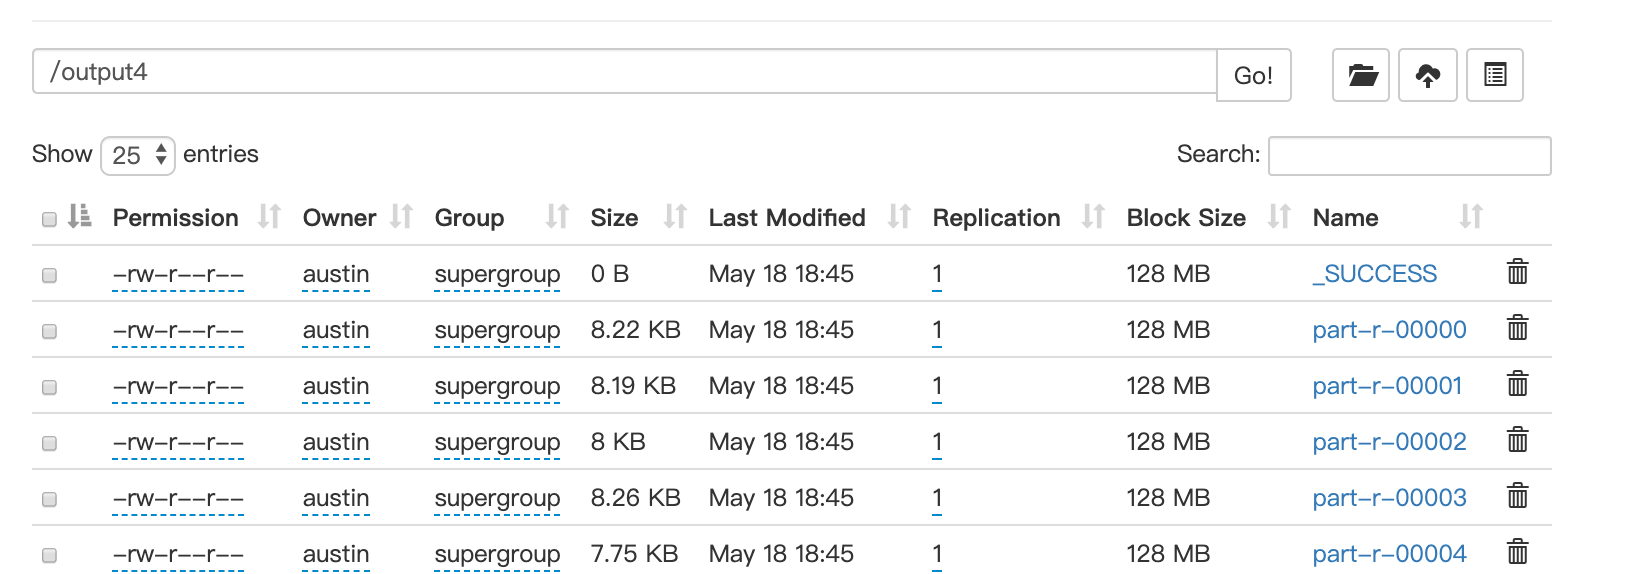 /output4 Go!
Show 25 entries Search:
Permission Owner Group Size Last Modified Replication Block Size Name
-rw-r--r-- austin supergroup 0 B May 18 18:45 1 128 MB _SUCCESS
-rw-r--r-- austin supergroup 8.22 KB May 18 18:45 1 128 MB part-r-00000
-rw-r--r-- austin supergroup 8.19 KB May 18 18:45 1 128 MB part-r-00001
-rw-r--r-- austin supergroup 8 KB May 18 18:45 1 128 MB part-r-00002
-rw-r--r-- austin supergroup 8.26 KB May 18 18:45 1 128 MB part-r-00003
-rw-r--r-- austin supergroup 7.75 KB May 18 18:45 1 128 MB part-r-00004